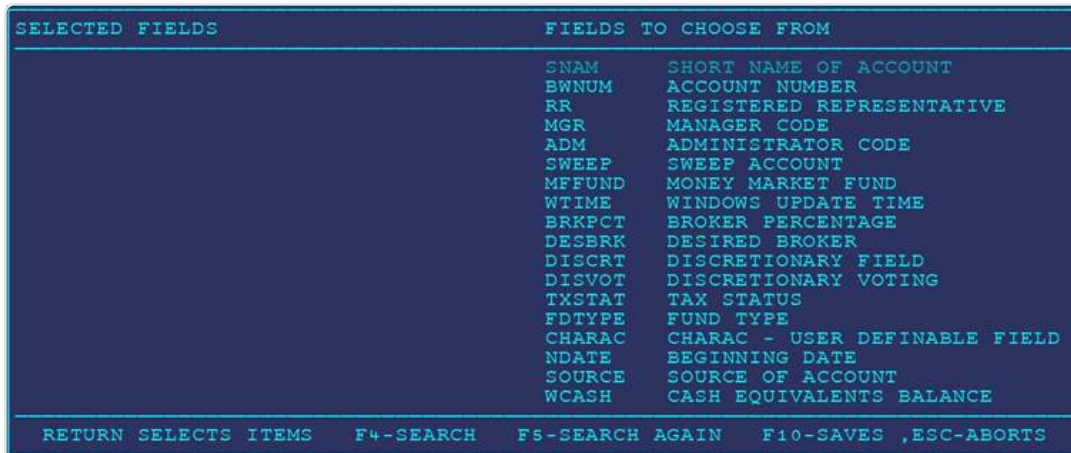 SELECTED FIELDS FIELDS TO CHOOSE FROM
SNAM SHORT NAME OF ACCOUNT
BWNUM ACCOUNT NUMBER
RR REGISTERED REPRESENTATIVE
MGR MANAGER CODE
ADM ADMINISTRATOR CODE
SWEEP SWEEP ACCOUNT
MFFUND MONEY MARKET FUND
WTIME WINDOWS UPDATE TIME
BRKPCT BROKER PERCENTAGE
DESBRK DESIRED BROKER
DISCRT DISCRETIONARY FIELD
DISVOT DISCRETIONARY VOTING
TXSTAT TAX STATUS
FDTYPE FUND TYPE
CHARAC CHARAC - USER DEFINABLE FIELD
NDATE BEGINNING DATE
SOURCE SOURCE OF ACCOUNT
WCASH CASH EQUIVALENTS BALANCE
RETURN SELECTS ITEMS F4-SEARCH F5-SEARCH AGAIN F10-SAVES ,ESC-ABORTS